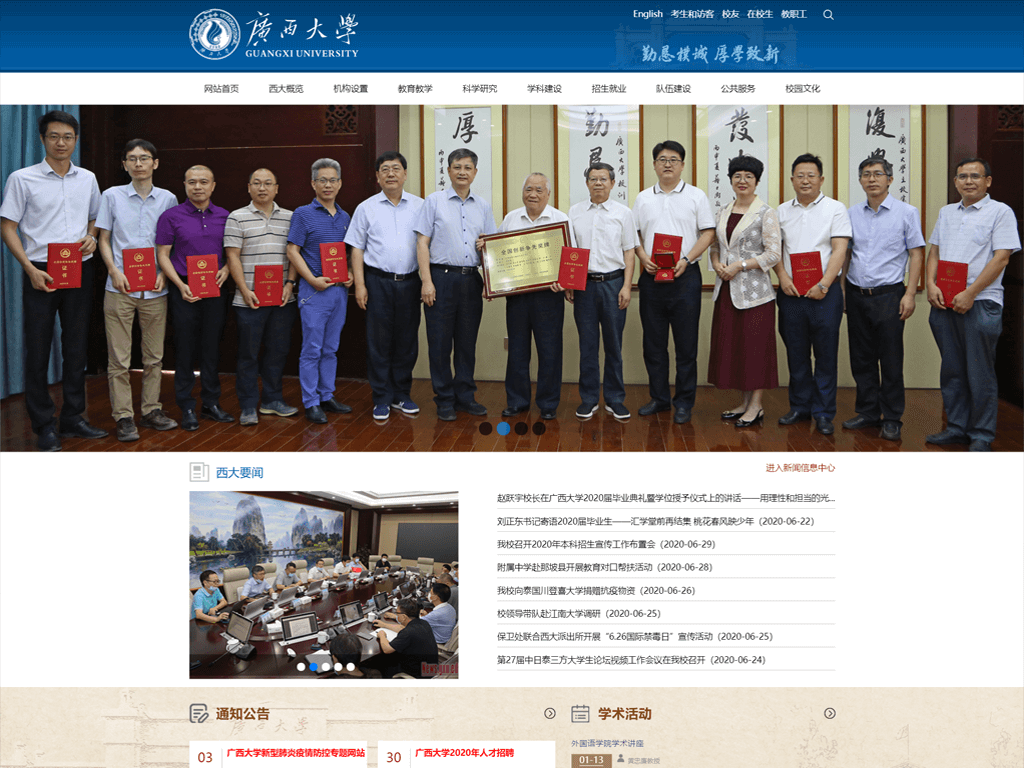 English 考生和访客 校友 在校生 教职工
廣西大學
GUANGXI UNIVERSITY
勤恳樸诚 厚學致新
网站首页 西大概览 机构设置 教育教学 科学研究 学科建设 招生就业 队伍建设 公共服务 校园文化
厚 勤
证书
西大要闻
进入新闻信息中心
赵跃宇校长在广西大学2020届毕业典礼暨学位授予仪式上的讲话——用理性和担当的光...
刘正东书记寄语2020届毕业生——汇学堂前再结集 桃花春风映少年（2020-06-22）
我校召开2020年本科招生宣传工作布置会（2020-06-29）
附属中学赴那坡县开展教育对口帮扶活动（2020-06-28）
我校向泰国川登喜大学捐赠抗疫物资（2020-06-26）
校领导带队赴江南大学调研（2020-06-25）
保卫处联合西大派出所开展“6.26国际禁毒日”宣传活动（2020-06-25）
第27届中日泰三方大学生论坛视频工作会议在我校召开（2020-06-24）
通知公告
学术活动
03 广西大学新型肺炎疫情防控专题网站
30 广西大学2020年人才招聘
外国语学院学术讲座
01-13